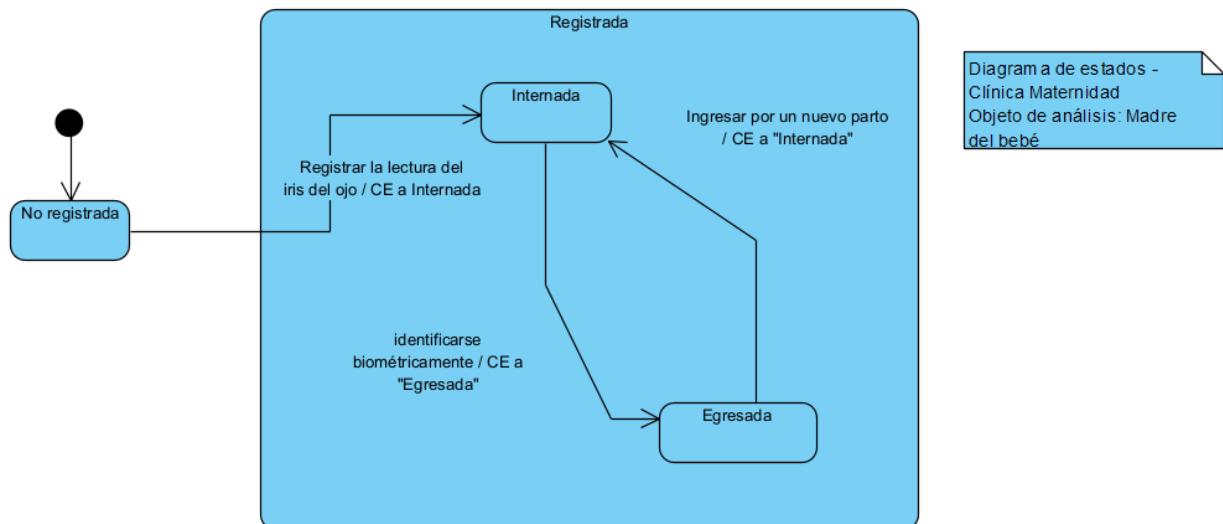 Registrada
Internada
Ingresar por un nuevo parto
/ CE a "Internada"
Diagrama de estados -
Clínica Maternidad
Objeto de análisis: Madre
del bebé
Registrar la lectura del
iris del ojo / CE a Internada
No registrada
identificarse
biométricamente / CE a
"Egresada"
Egresada